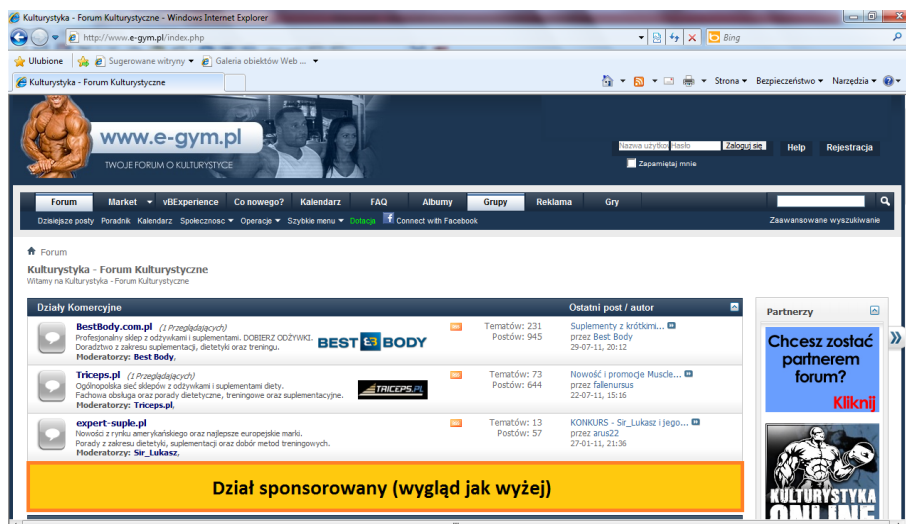 Kulturystyka - Forum Kulturystyczne - Windows Internet Explorer
http://www.e-gym.pl/index.php
Bing
Ulubione Sugerowane witryny Galeria obiektów Web ...
Kulturystyka - Forum Kulturystyczne
Strona Bezpieczeństwo Narzędzia
www.e-gym.pl
TWOJE FORUM O KULTURYSTYCE
Nazwa użytkow Hasło Zaloguj się Help Rejestracja
Zapamiętaj mnie
Forum Market vBExperience Co nowego? Kalendarz FAQ Albumy Grupy Reklama Gry
Dzisiejsze posty Poradnik Kalendarz Społeczność Operacje Szybkie menu Dotacja Connect with Facebook Zaawansowane wyszukiwanie
Forum
Kulturystyka - Forum Kulturystyczne
Witamy na Kulturystyka - Forum Kulturystyczne
Działy Komercyjne Ostatni post / autor
BestBody.com.pl (1 Przeglądających)
Profesjonalny sklep z odżywkami i suplementami. DOBIERZ ODŻYWKI.
Doradztwo z zakresu suplementacji, dietetyki oraz treningu.
Moderatorzy: Best Body,
BEST BODY
Tematów: 231
Postów: 945
Suplementy z krótkimi...
przez Best Body
29-07-11, 20:12
Triceps.pl (1 Przeglądających)
Ogólnopolska sieć sklepów z odżywkami i suplementami diety.
Fachowa obsługa oraz porady dietetyczne, treningowe oraz suplementacyjne.
Moderatorzy: Triceps.pl,
TRICEPS.PL
Tematów: 73
Postów: 644
Nowość i promocje Muscle...
przez fallenursus
22-07-11, 15:16
expert-suple.pl
Nowości z rynku amerykańskiego oraz najlepsze europejskie marki.
Porady z zakresu dietetyki, suplementacji oraz dobór metod treningowych.
Moderatorzy: Sir_Lukasz,
Tematów: 13
Postów: 57
KONKURS - Sir_Lukasz i jego...
przez arus22
27-01-11, 21:36
Dział sponsorowany (wygląd jak wyżej)
Partnerzy
Chcesz zostać
partnerem
forum?
Kliknij
KULTURYSTYKA
ONLINE